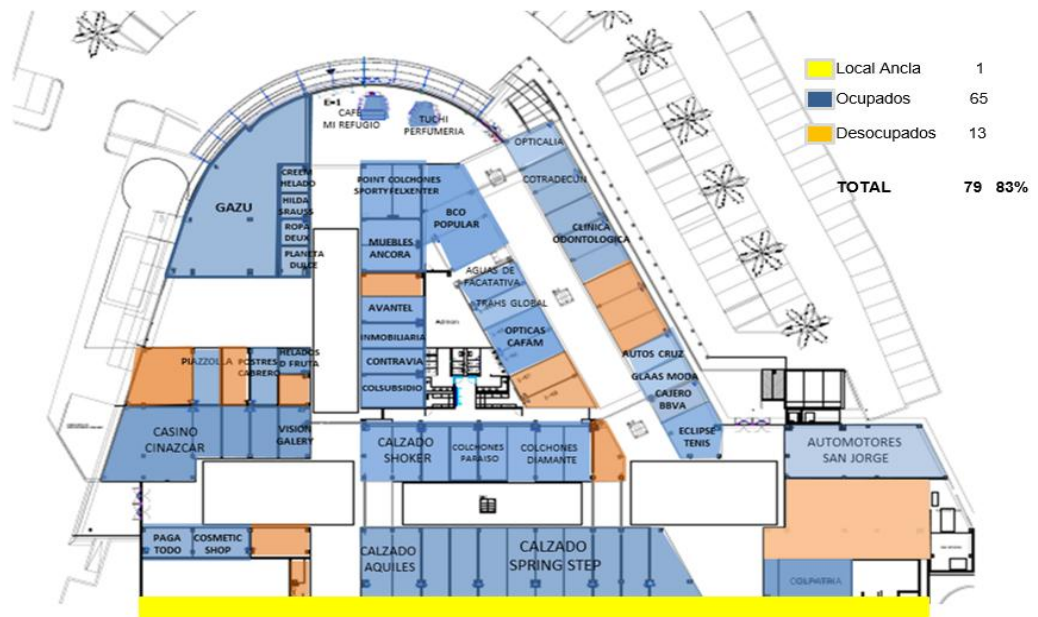 Local Ancla 1
Ocupados 65
Desocupados 13
TOTAL 79 83%
E=1
CAFÉ
MI REFUGIO
TUCHI
PERFUMERIA
OPTICALIA
COTRADECUN
CLINICA
ODONTOLOGICA
GAZU
CREEM
HELADO
HILDA
SRAUSS
ROPA
DEUX
PLANETA
DULCE
POINT COLCHONES
SPORTY FELXENTER
BCO
POPULAR
MUEBLES
ANCORA
AGUAS DE
FACATATIVA
TRAHS GLOBAL
OPTICAS
CAFAM
AVANTEL
INMOBILIARIA
CONTRAVIA
COLSUBSIDIO
PIAZZOLLA
POSTRES
CABRERO
HELADOS
D FRUTA
AUTOS CRUZ
GLAAS MODA
CAJERO
BBVA
ECLIPSE
TENIS
CASINO
CINAZCAR
VISION
GALERY
CALZADO
SHOKER
COLCHONES
PARAISO
COLCHONES
DIAMANTE
AUTOMOTORES
SAN JORGE
PAGA
TODO
COSMETIC
SHOP
CALZADO
AQUILES
CALZADO
SPRING STEP
COLPATRIA